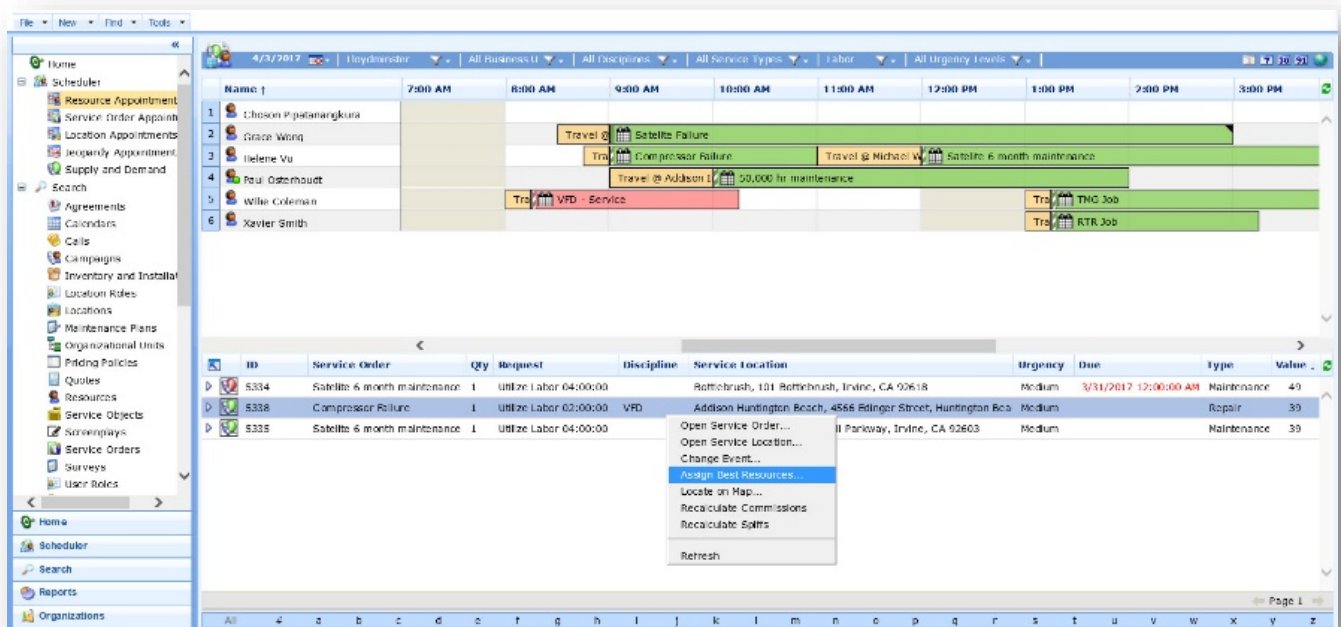 File New Find Tools
Home
Scheduler
Resource Appointment
Service Order Appoint
Location Appointments
Jeopardy Appointment
Supply and Demand
Search
Agreements
Calendars
Calls
Campaigns
Inventory and Installat
Location Roles
Locations
Maintenance Plans
Organizational Units
Pricing Policies
Quotes
Resources
Service Objects
Screenplays
Service Orders
Surveys
User Roles
Home
Scheduler
Search
Reports
Organizations
4/3/2017 Lloydminster All Business U All Disciplines All Service Types Labor All Urgency Levels 1 7 30 91
Name ↑ 7:00 AM 8:00 AM 9:00 AM 10:00 AM 11:00 AM 12:00 PM 1:00 PM 2:00 PM 3:00 PM
1 Choson Pipatanangkura
2 Grace Wong Travel @ Satelite Failure
3 Helene Vu Tra Compressor Failure Travel @ Michael W Satelite 6 month maintenance
4 Paul Osterhoudt Travel @ Addison 50,000 hr maintenance
5 Willie Coleman Tra VFD - Service Tra TMG Job
6 Xavier Smith Tra RTR Job
ID Service Order Qty Request Discipline Service Location Urgency Due Type Value
5334 Satelite 6 month maintenance 1 Utilize Labor 04:00:00 Bottlebrush, 101 Bottlebrush, Irvine, CA 92618 Medium 3/31/2017 12:00:00 AM Maintenance 49
5338 Compressor Failure 1 Utilize Labor 02:00:00 VFD Addison Huntington Beach, 4566 Edinger Street, Huntington Bea Medium Repair 39
5335 Satelite 6 month maintenance 1 Utilize Labor 04:00:00 ll Parkway, Irvine, CA 92603 Medium Maintenance 39
Open Service Order...
Open Service Location...
Change Event...
Assign Best Resources...
Locate on Map...
Recalculate Commissions
Recalculate Spiffs
Refresh
Page 1
All # a b c d e f g h i j k l m n o p q r s t u v w x y z